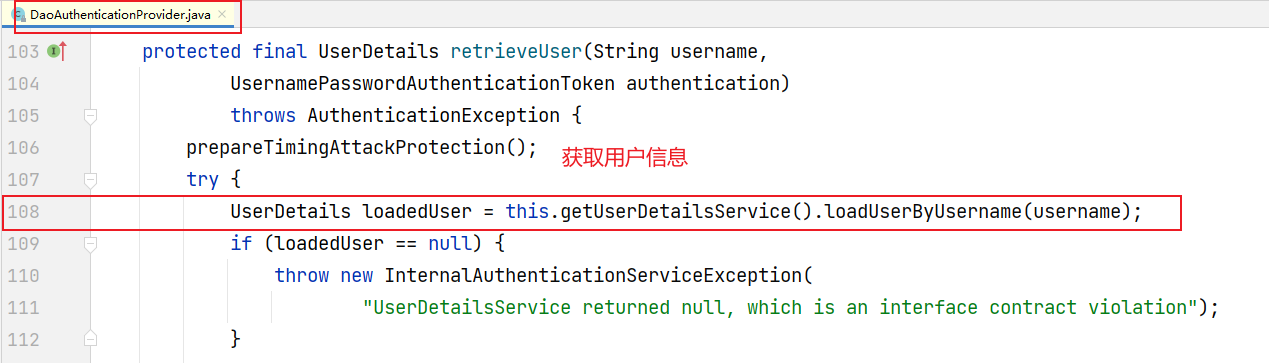 DaoAuthenticationProvider.java
103 protected final UserDetails retrieveUser(String username,
104 UsernamePasswordAuthenticationToken authentication)
105 throws AuthenticationException {
106 prepareTimingAttackProtection(); 获取用户信息
107 try {
108 UserDetails loadedUser = this.getUserDetailsService().loadUserByUsername(username);
109 if (loadedUser == null) {
110 throw new InternalAuthenticationServiceException(
111 "UserDetailsService returned null, which is an interface contract violation");
112 }